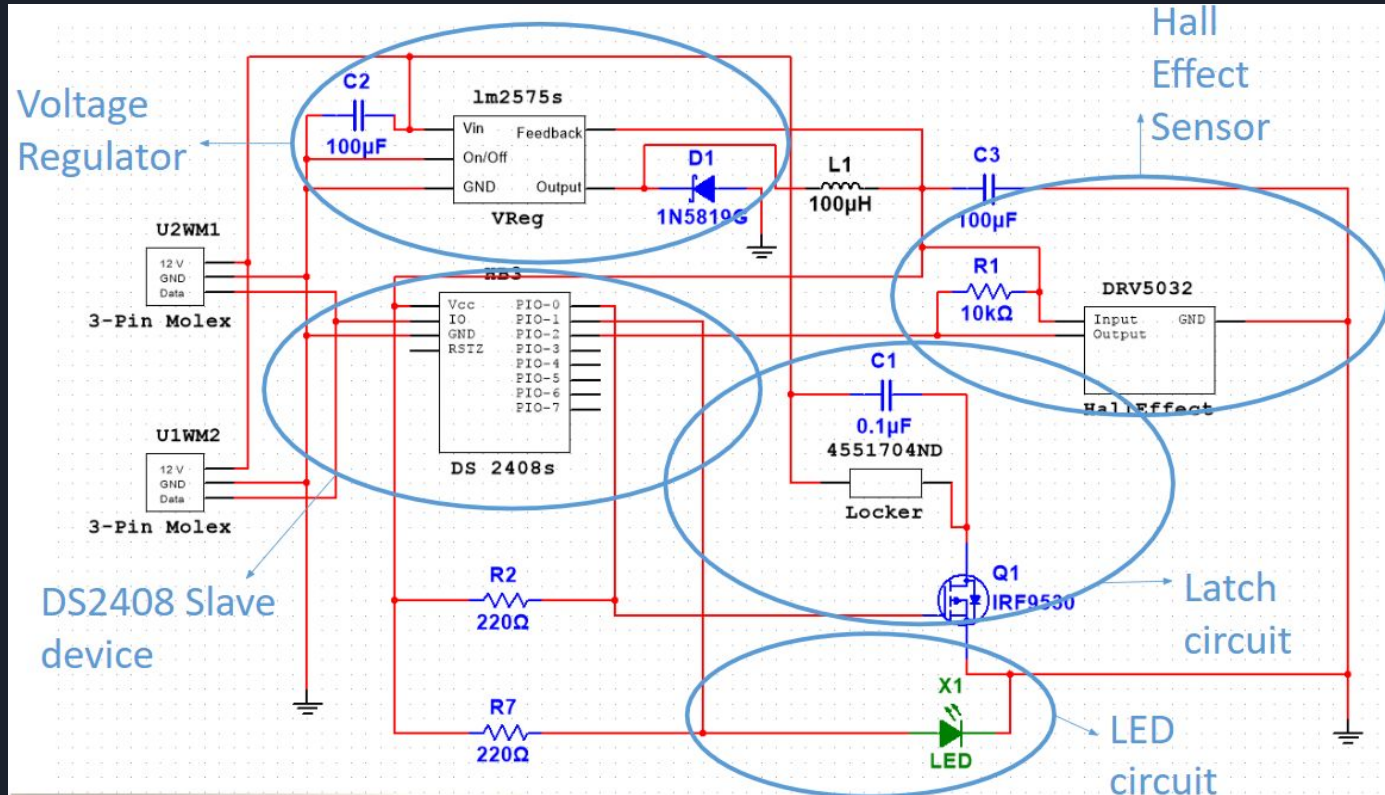 Voltage
Regulator
C2
100µF
lm2575s
Vin
On/Off
GND
Feedback
Output
VReg
D1
1N5819G
L1
100µH
C3
100µF
Hall
Effect
Sensor
U2WM1
12 V
GND
Data
3-Pin Molex
HB3
Vcc
IO
GND
RSTZ
PIO-0
PIO-1
PIO-2
PIO-3
PIO-4
PIO-5
PIO-6
PIO-7
DS 2408s
R1
10kΩ
DRV5032
Input
Output
GND
HallEffect
C1
0.1µF
4551704ND
Locker
U1WM2
12 V
GND
Data
3-Pin Molex
Q1
IRF9530
Latch
circuit
DS2408 Slave
device
R2
220Ω
R7
220Ω
X1
LED
LED
circuit